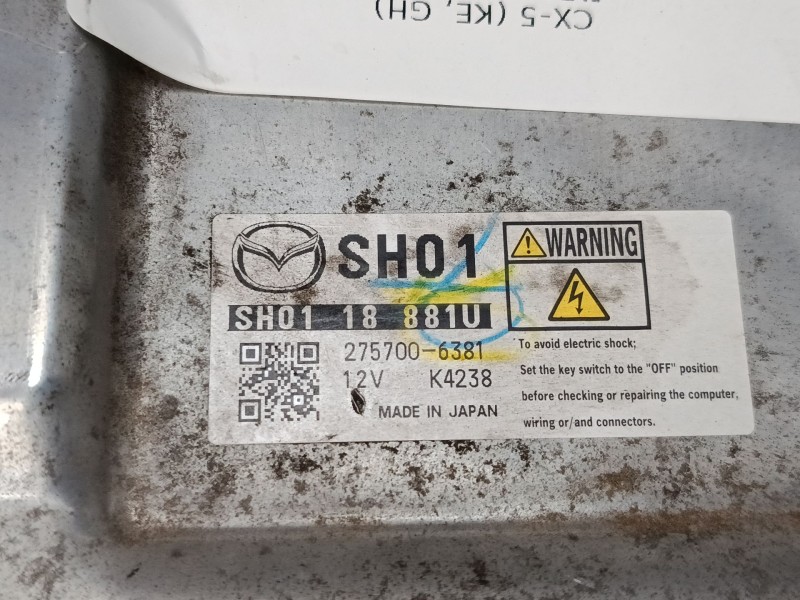 CX-5 (KE, GH)
SH01
SH01 18 881U
275700-6381
12V K4238
MADE IN JAPAN
WARNING
To avoid electric shock;
Set the key switch to the "OFF" position
before checking or repairing the computer,
wiring or/and connectors.